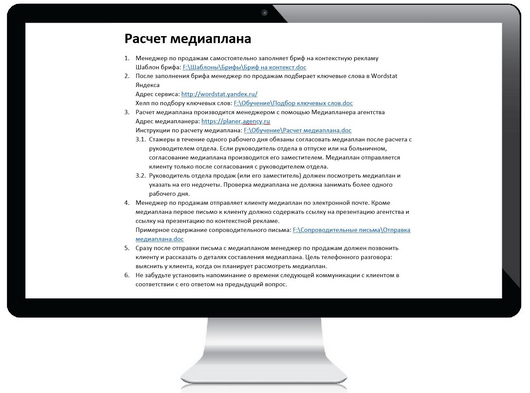 Расчет медиаплана
1. Менеджер по продажам самостоятельно заполняет бриф на контекстную рекламу
Шаблон брифа: F:\Шаблоны\Брифы\Бриф на контекст.doc
2. После заполнения брифа менеджер по продажам подбирает ключевые слова в Wordstat
Яндекса
Адрес сервиса: http://wordstat.yandex.ru/
Хелп по подбору ключевых слов: F:\Обучение\Подбор ключевых слов.doc
3. Расчет медиаплана производится менеджером с помощью Медиапланера агентства
Адрес медиапланера: https://planer.agency.ru
Инструкции по расчету медиаплана: F:\Обучение\Расчет медиаплана.doc
3.1. Стажеры в течение одного рабочего дня обязаны согласовать медиаплан после расчета с
руководителем отдела. Если руководитель отдела в отпуске или на больничном,
согласование медиаплана производится его заместителем. Медиаплан отправляется
клиенту только после согласования с руководителем отдела.
3.2. Руководитель отдела продаж (или его заместитель) должен посмотреть медиаплан и
указать на его недочеты. Проверка медиаплана не должна занимать более одного
рабочего дня.
4. Менеджер по продажам отправляет клиенту медиаплан по электронной почте. Кроме
медиаплана первое письмо к клиенту должно содержать ссылку на презентацию агентства и
ссылку на презентацию по контекстной рекламе.
Примерное содержание сопроводительного письма: F:\Сопроводительные письма\Отправка
медиаплана.doc
5. Сразу после отправки письма с медиапланом менеджер по продажам должен позвонить
клиенту и рассказать о деталях составления медиаплана. Цель телефонного разговора:
выяснить у клиента, когда он планирует рассмотреть медиаплан.
6. Не забудьте установить напоминание о времени следующей коммуникации с клиентом в
соответствии с его ответом на предыдущий вопрос.